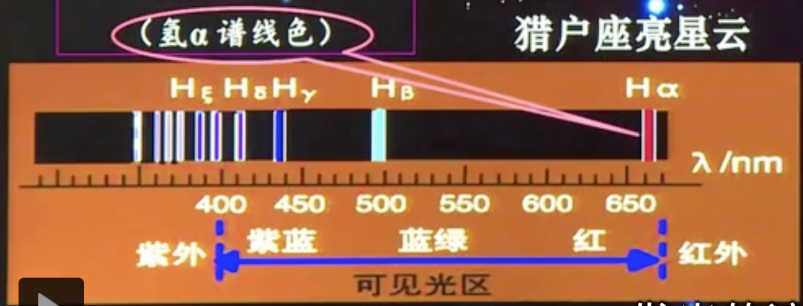 (氢α谱线色)
猎户座亮星云
Hξ Hδ Hγ Hβ Hα
λ/nm
400 450 500 550 600 650
紫外 紫蓝 蓝绿 红 红外
可见光区